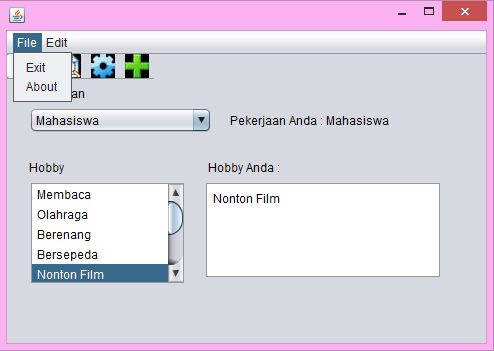 File Edit
Exit
About
an
Mahasiswa
Pekerjaan Anda : Mahasiswa
Hobby
Hobby Anda :
Membaca
Olahraga
Berenang
Bersepeda
Nonton Film
Nonton Film